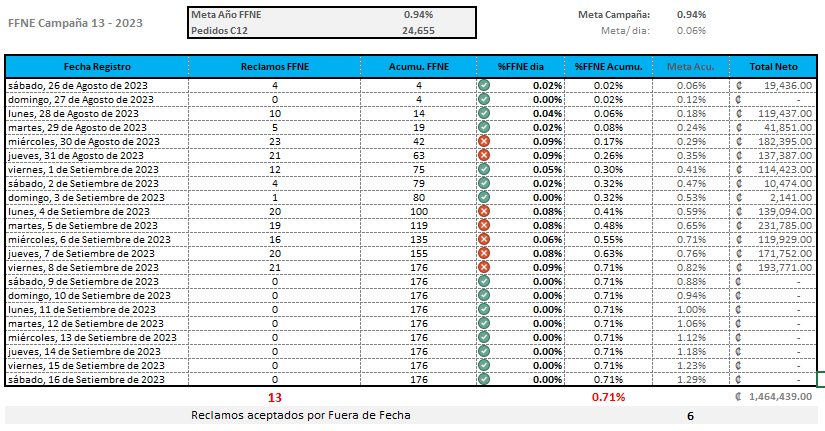 FFNE Campaña 13 - 2023
Meta Año FFNE 0.94%
Pedidos C12 24,655
Meta Campaña: 0.94%
Meta/ dia: 0.06%
Fecha Registro Reclamos FFNE Acumu. FFNE %FFNE dia %FFNE Acumu. Meta Acu. Total Neto
sábado, 26 de Agosto de 2023 4 4 0.02% 0.02% 0.06% ₡ 19,436.00
domingo, 27 de Agosto de 2023 0 4 0.00% 0.02% 0.12% ₡ -
lunes, 28 de Agosto de 2023 10 14 0.04% 0.06% 0.18% ₡ 119,437.00
martes, 29 de Agosto de 2023 5 19 0.02% 0.08% 0.24% ₡ 41,851.00
miércoles, 30 de Agosto de 2023 23 42 0.09% 0.17% 0.29% ₡ 182,395.00
jueves, 31 de Agosto de 2023 21 63 0.09% 0.26% 0.35% ₡ 137,387.00
viernes, 1 de Setiembre de 2023 12 75 0.05% 0.30% 0.41% ₡ 114,423.00
sábado, 2 de Setiembre de 2023 4 79 0.02% 0.32% 0.47% ₡ 10,474.00
domingo, 3 de Setiembre de 2023 1 80 0.00% 0.32% 0.53% ₡ 2,141.00
lunes, 4 de Setiembre de 2023 20 100 0.08% 0.41% 0.59% ₡ 139,094.00
martes, 5 de Setiembre de 2023 19 119 0.08% 0.48% 0.65% ₡ 231,785.00
miércoles, 6 de Setiembre de 2023 16 135 0.06% 0.55% 0.71% ₡ 119,929.00
jueves, 7 de Setiembre de 2023 20 155 0.08% 0.63% 0.76% ₡ 171,752.00
viernes, 8 de Setiembre de 2023 21 176 0.09% 0.71% 0.82% ₡ 193,771.00
sábado, 9 de Setiembre de 2023 0 176 0.00% 0.71% 0.88% ₡ -
domingo, 10 de Setiembre de 2023 0 176 0.00% 0.71% 0.94% ₡ -
lunes, 11 de Setiembre de 2023 0 176 0.00% 0.71% 1.00% ₡ -
martes, 12 de Setiembre de 2023 0 176 0.00% 0.71% 1.06% ₡ -
miércoles, 13 de Setiembre de 2023 0 176 0.00% 0.71% 1.12% ₡ -
jueves, 14 de Setiembre de 2023 0 176 0.00% 0.71% 1.18% ₡ -
viernes, 15 de Setiembre de 2023 0 176 0.00% 0.71% 1.23% ₡ -
sábado, 16 de Setiembre de 2023 0 176 0.00% 0.71% 1.29% ₡ -
13 0.71% ₡ 1,464,439.00
Reclamos aceptados por Fuera de Fecha 6